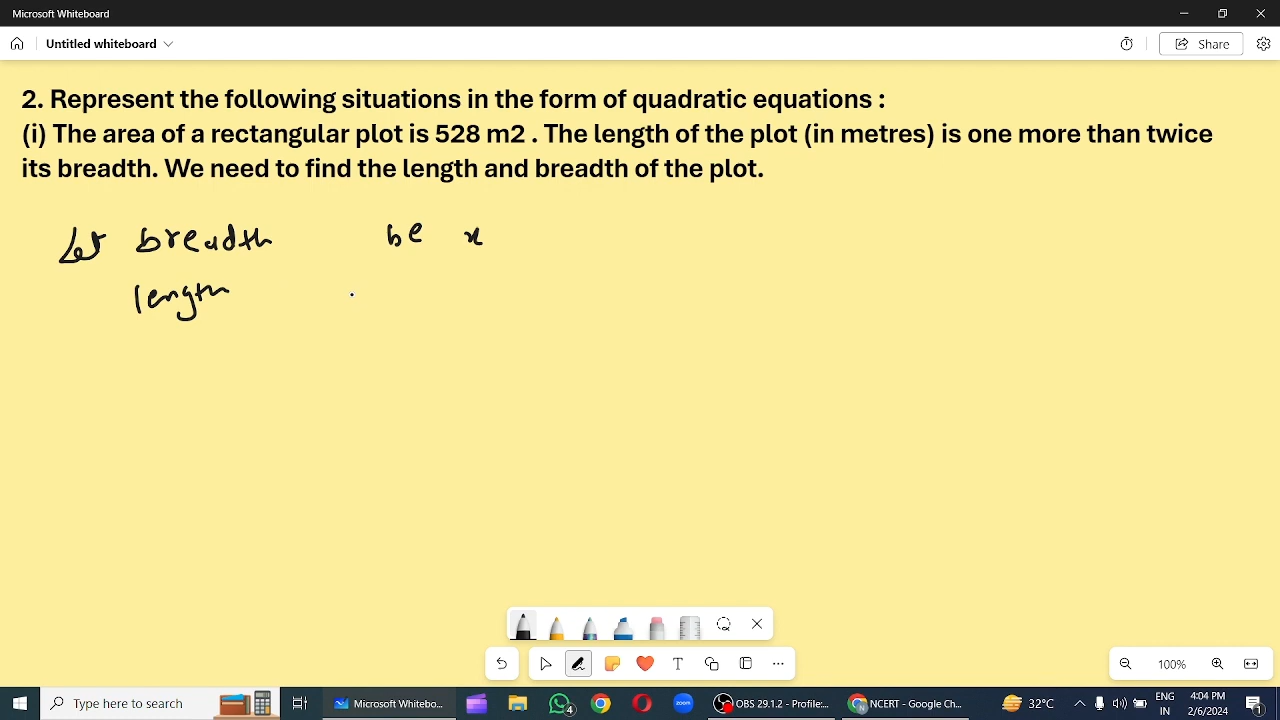 Microsoft Whiteboard
Untitled whiteboard
Share
2. Represent the following situations in the form of quadratic equations :
(i) The area of a rectangular plot is 528 m2 . The length of the plot (in metres) is one more than twice
its breadth. We need to find the length and breadth of the plot.
Let breadth be x
length
100%
Type here to search
Microsoft Whitebo...
4
zoom
OBS 29.1.2 - Profile:...
N
NCERT - Google Ch...
32°C
ENG
IN
4:04 PM
2/6/2024
1